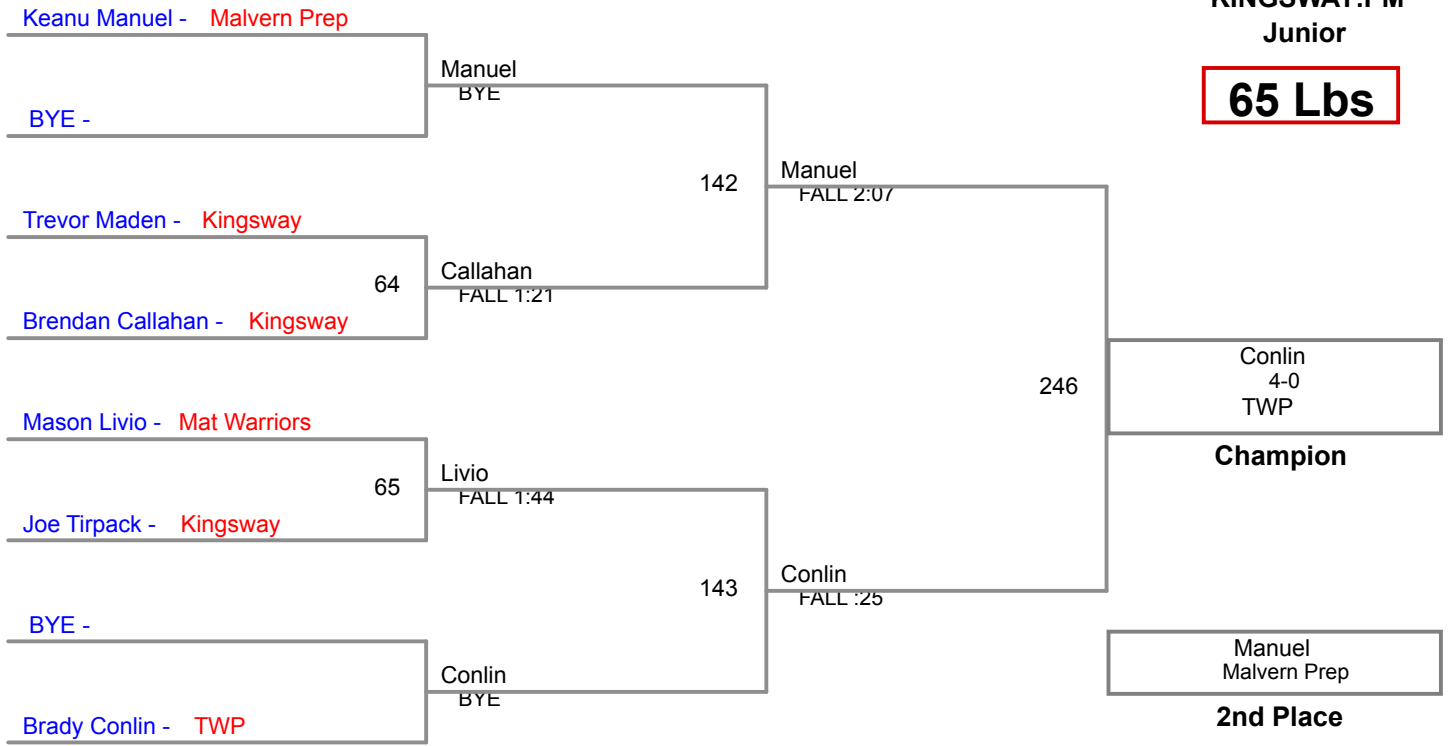 KINGSWAY.PM
Junior
65 Lbs
Keanu Manuel - Malvern Prep
Manuel
BYE
BYE -
142
Manuel
FALL 2:07
Trevor Maden - Kingsway
64
Callahan
FALL 1:21
Brendan Callahan - Kingsway
246
Conlin
4-0
TWP
Champion
Mason Livio - Mat Warriors
65
Livio
FALL 1:44
Joe Tirpack - Kingsway
143
Conlin
FALL :25
BYE -
Conlin
BYE
Brady Conlin - TWP
Manuel
Malvern Prep
2nd Place